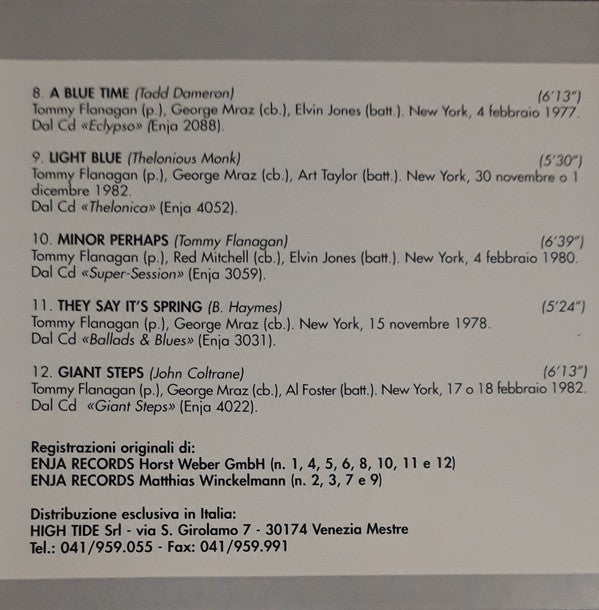 8. A BLUE TIME (Tadd Dameron) (6'13")
Tommy Flanagan (p.), George Mraz (cb.), Elvin Jones (batt.). New York, 4 febbraio 1977.
Dal Cd «Eclypso» (Enja 2088).
9. LIGHT BLUE (Thelonious Monk) (5'30")
Tommy Flanagan (p.), George Mraz (cb.), Art Taylor (batt.). New York, 30 novembre o 1
dicembre 1982.
Dal Cd «Thelonica» (Enja 4052).
10. MINOR PERHAPS (Tommy Flanagan) (6'39")
Tommy Flanagan (p.), Red Mitchell (cb.), Elvin Jones (batt.). New York, 4 febbraio 1980.
Dal Cd «Super-Session» (Enja 3059).
11. THEY SAY IT'S SPRING (B. Haymes) (5'24")
Tommy Flanagan (p.), George Mraz (cb.). New York, 15 novembre 1978.
Dal Cd «Ballads & Blues» (Enja 3031).
12. GIANT STEPS (John Coltrane) (6'13")
Tommy Flanagan (p.), George Mraz (cb.), Al Foster (batt.). New York, 17 o 18 febbraio 1982.
Dal Cd «Giant Steps» (Enja 4022).
Registrazioni originali di:
ENJA RECORDS Horst Weber GmbH (n. 1, 4, 5, 6, 8, 10, 11 e 12)
ENJA RECORDS Matthias Winckelmann (n. 2, 3, 7 e 9)
Distribuzione esclusiva in Italia:
HIGH TIDE Srl - via S. Girolamo 7 - 30174 Venezia Mestre
Tel.: 041/959.055 - Fax: 041/959.991